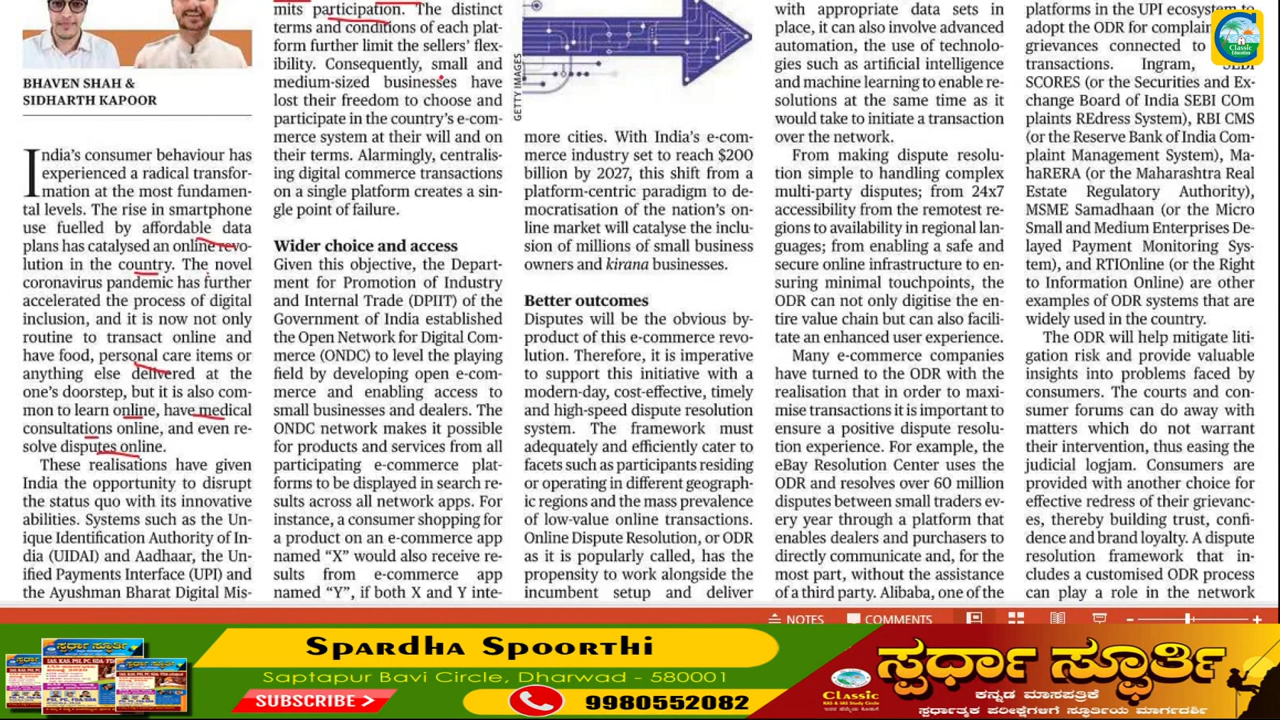 BHAVEN SHAH &
SIDHARTH KAPOOR
India's consumer behaviour has
experienced a radical transfor-
mation at the most fundamen-
tal levels. The rise in smartphone
use fuelled by affordable data
plans has catalysed an online revo-
lution in the country. The novel
coronavirus pandemic has further
accelerated the process of digital
inclusion, and it is now not only
routine to transact online and
have food, personal care items or
anything else delivered at the
one's doorstep, but it is also com-
mon to learn online, have medical
consultations online, and even re-
solve disputes online.
These realisations have given
India the opportunity to disrupt
the status quo with its innovative
abilities. Systems such as the Un-
ique Identification Authority of In-
dia (UIDAI) and Aadhaar, the Un-
ified Payments Interface (UPI) and
the Ayushman Bharat Digital Mis-
mits participation. The distinct
terms and conditions of each plat-
form further limit the sellers' flex-
ibility. Consequently, small and
medium-sized businesses have
lost their freedom to choose and
participate in the country's e-com-
merce system at their will and on
their terms. Alarmingly, centralis-
ing digital commerce transactions
on a single platform creates a sin-
gle point of failure.
Wider choice and access
Given this objective, the Depart-
ment for Promotion of Industry
and Internal Trade (DPIIT) of the
Government of India established
the Open Network for Digital Com-
merce (ONDC) to level the playing
field by developing open e-com-
merce and enabling access to
small businesses and dealers. The
ONDC network makes it possible
for products and services from all
participating e-commerce plat-
forms to be displayed in search re-
sults across all network apps. For
instance, a consumer shopping for
a product on an e-commerce app
named "X" would also receive re-
sults from e-commerce app
named "Y", if both X and Y inte-
GETTY IMAGES
more cities. With India's e-com-
merce industry set to reach $200
billion by 2027, this shift from a
platform-centric paradigm to de-
mocratisation of the nation's on-
line market will catalyse the inclu-
sion of millions of small business
owners and kirana businesses.
Better outcomes
Disputes will be the obvious by-
product of this e-commerce revo-
lution. Therefore, it is imperative
to support this initiative with a
modern-day, cost-effective, timely
and high-speed dispute resolution
system. The framework must
adequately and efficiently cater to
facets such as participants residing
or operating in different geograph-
ic regions and the mass prevalence
of low-value online transactions.
Online Dispute Resolution, or ODR
as it is popularly called, has the
propensity to work alongside the
incumbent setup and deliver
with appropriate data sets in
place, it can also involve advanced
automation, the use of technolo-
gies such as artificial intelligence
and machine learning to enable re-
solutions at the same time as it
would take to initiate a transaction
over the network.
From making dispute resolu-
tion simple to handling complex
multi-party disputes; from 24x7
accessibility from the remotest re-
gions to availability in regional lan-
guages; from enabling a safe and
secure online infrastructure to en-
suring minimal touchpoints, the
ODR can not only digitise the en-
tire value chain but can also facili-
tate an enhanced user experience.
Many e-commerce companies
have turned to the ODR with the
realisation that in order to maxi-
mise transactions it is important to
ensure a positive dispute resolu-
tion experience. For example, the
eBay Resolution Center uses the
ODR and resolves over 60 million
disputes between small traders ev-
ery year through a platform that
enables dealers and purchasers to
directly communicate and, for the
most part, without the assistance
of a third party. Alibaba, one of the
platforms in the UPI ecosystem to
adopt the ODR for complain
grievances connected to
transactions. Ingram, SEBI
SCORES (or the Securities and Ex-
change Board of India SEBI COm
plaints REdress System), RBI CMS
(or the Reserve Bank of India Com-
plaint Management System), Ma-
haRERA (or the Maharashtra Real
Estate Regulatory Authority),
MSME Samadhaan (or the Micro
Small and Medium Enterprises De-
layed Payment Monitoring Sys-
tem), and RTIOnline (or the Right
to Information Online) are other
examples of ODR systems that are
widely used in the country.
The ODR will help mitigate liti-
gation risk and provide valuable
insights into problems faced by
consumers. The courts and con-
sumer forums can do away with
matters which do not warrant
their intervention, thus easing the
judicial logjam. Consumers are
provided with another choice for
effective redress of their grievanc-
es, thereby building trust, confi-
dence and brand loyalty. A dispute
resolution framework that in-
cludes a customised ODR process
can play a role in the network
Classic
Education
NOTES
COMMENTS
Spardha Spoorthi
Saptapur Bavi Circle, Dharwad - 580001
SUBSCRIBE
9980552082
Classic
KAS & IAS Study Circle
ಸ್ಪರ್ಧಾ ಸ್ಫೂರ್ತಿ
ಕನ್ನಡ ಮಾಸಪತ್ರಿಕೆ
ಸ್ಪರ್ಧಾತ್ಮಕ ಪರೀಕ್ಷೆಗಳಿಗೆ ಸ್ಫೂರ್ತಿಯ ಮಾರ್ಗದರ್ಶಿ